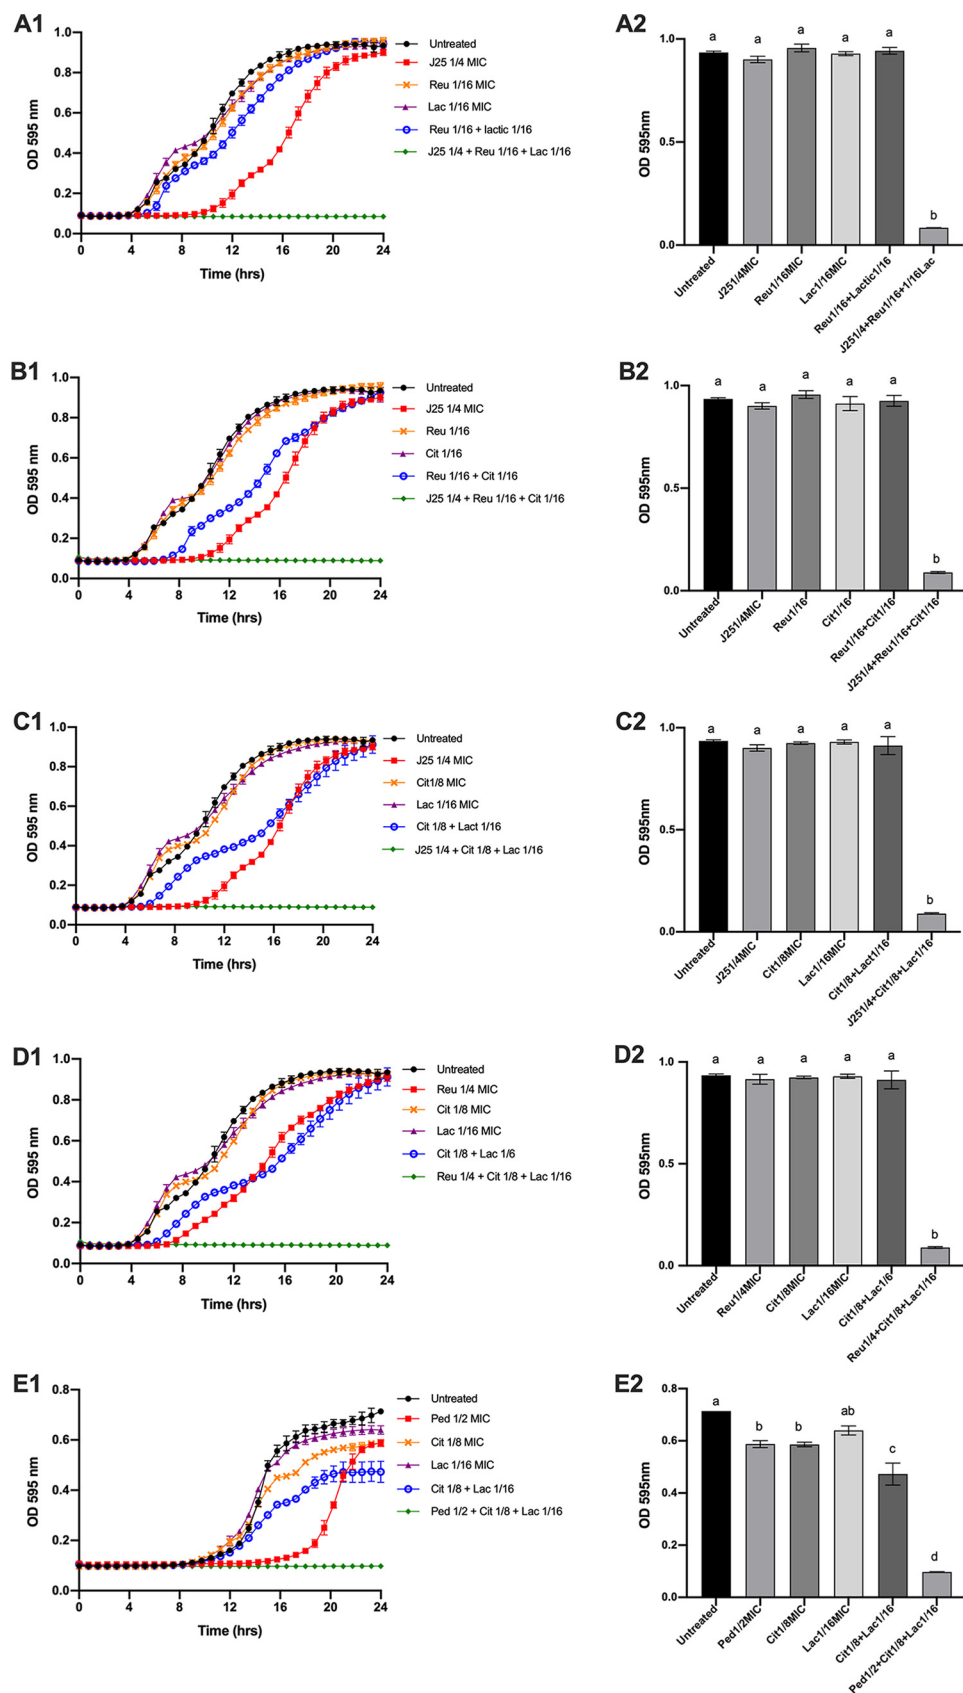 A1
OD 595 nm
1.0
0.8
0.6
0.4
0.2
0.0
0 4 8 12 16 20 24
Time (hrs)
Untreated
J25 1/4 MIC
Reu 1/16 MIC
Lac 1/16 MIC
Reu 1/16 + lactic 1/16
J25 1/4 + Reu 1/16 + Lac 1/16
A2
OD 595nm
1.0
0.5
0.0
a a a a a b
Untreated
J251/4MIC
Reu1/16MIC
Lac1/16MIC
Reu1/16+Lactic1/16
J251/4+Reu1/16+1/16Lac
B1
OD 595 nm
1.0
0.8
0.6
0.4
0.2
0.0
0 4 8 12 16 20 24
Time (hrs)
Untreated
J25 1/4 MIC
Reu 1/16
Cit 1/16
Reu 1/16 + Cit 1/16
J25 1/4 + Reu 1/16 + Cit 1/16
B2
OD 595nm
1.0
0.5
0.0
a a a a a b
Untreated
J251/4MIC
Reu1/16
Cit1/16
Reu1/16+Cit1/16
J251/4+Reu1/16+Cit1/16
C1
OD 595 nm
1.0
0.8
0.6
0.4
0.2
0.0
0 4 8 12 16 20 24
Time (hrs)
Untreated
J25 1/4 MIC
Cit1/8 MIC
Lac 1/16 MIC
Cit 1/8 + Lact 1/16
J25 1/4 + Cit 1/8 + Lac 1/16
C2
OD 595nm
1.0
0.5
0.0
a a a a a b
Untreated
J251/4MIC
Cit1/8MIC
Lac1/16MIC
Cit1/8+Lact1/16
J251/4+Cit1/8+Lac1/16
D1
OD 595 nm
1.0
0.8
0.6
0.4
0.2
0.0
0 4 8 12 16 20 24
Time (hrs)
Untreated
Reu 1/4 MIC
Cit 1/8 MIC
Lac 1/16 MIC
Cit 1/8 + Lac 1/6
Reu 1/4 + Cit 1/8 + Lac 1/16
D2
OD 595nm
1.0
0.5
0.0
a a a a a b
Untreated
Reu1/4MIC
Cit1/8MIC
Lac1/16MIC
Cit1/8+Lac1/6
Reu1/4+Cit1/8+Lac1/16
E1
OD 595 nm
0.8
0.6
0.4
0.2
0.0
0 4 8 12 16 20 24
Time (hrs)
Untreated
Ped 1/2 MIC
Cit 1/8 MIC
Lac 1/16 MIC
Cit 1/8 + Lac 1/16
Ped 1/2 + Cit 1/8 + Lac 1/16
E2
OD 595nm
0.8
0.6
0.4
0.2
0.0
a b b ab c d
Untreated
Ped1/2MIC
Cit1/8MIC
Lac1/16MIC
Cit1/8+Lac1/16
Ped1/2+Cit1/8+Lac1/16